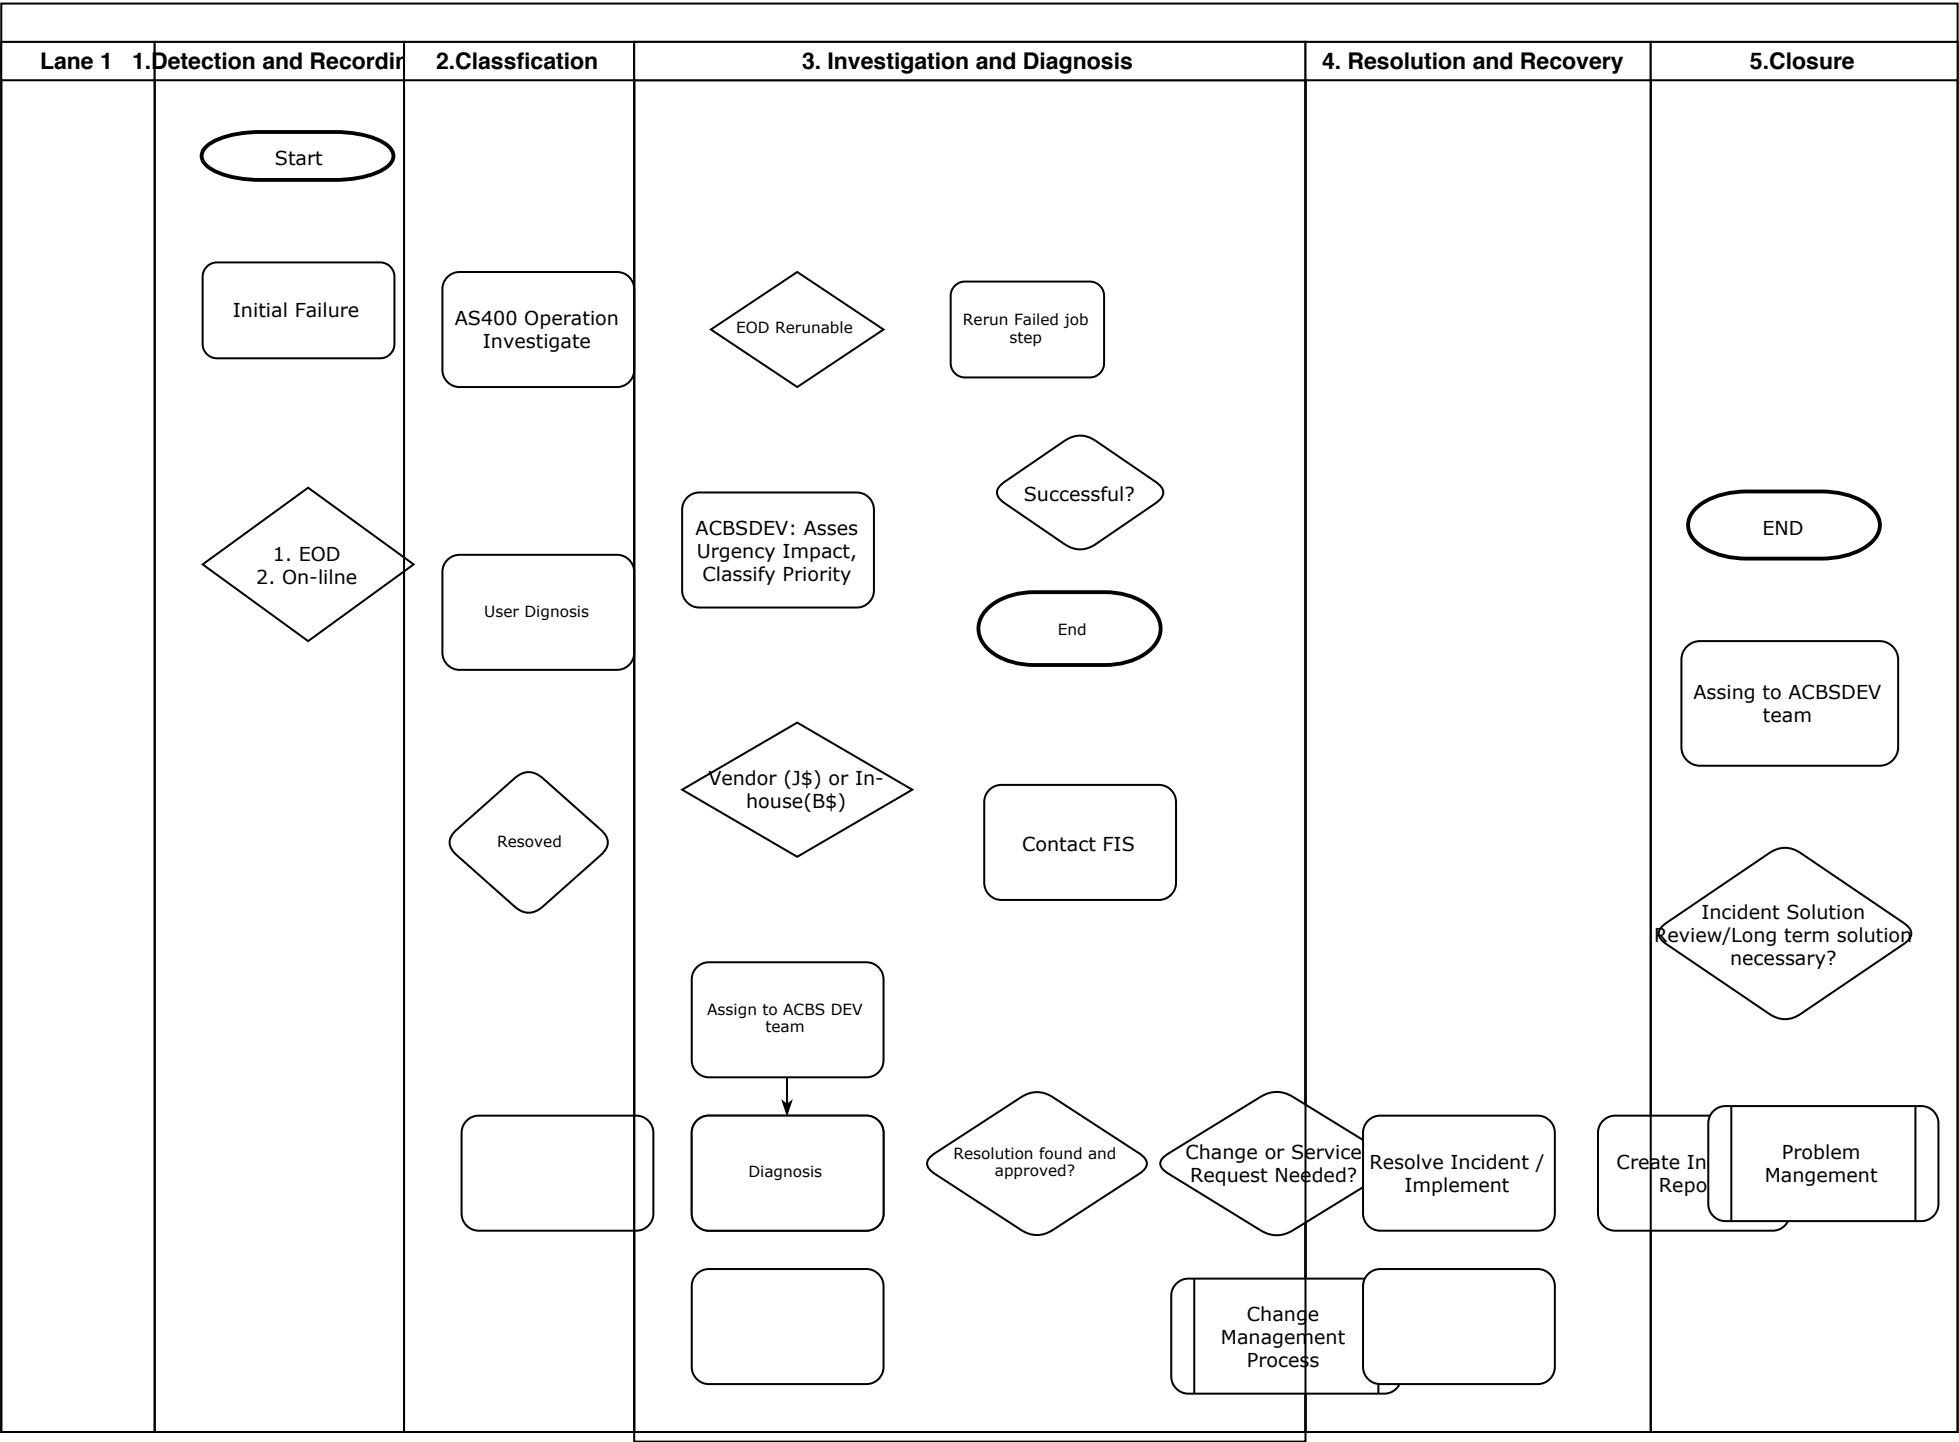 Lane 1
1.Detection and Recordin
2.Classfication
3. Investigation and Diagnosis
4. Resolution and Recovery
5.Closure
Start
Initial Failure
AS400 Operation
Investigate
EOD Rerunable
Rerun Failed job
step
Successful?
1. EOD
2. On-lilne
User Dignosis
ACBSDEV: Asses
Urgency Impact,
Classify Priority
End
END
Assing to ACBSDEV
team
Vendor (J$) or In-
house(B$)
Resoved
Contact FIS
Incident Solution
Review/Long term solution
necessary?
Assign to ACBS DEV
team
Diagnosis
Resolution found and
approved?
Change or Service
Request Needed?
Resolve Incident /
Implement
Create In
Repo
Problem
Mangement
Change
Management
Process